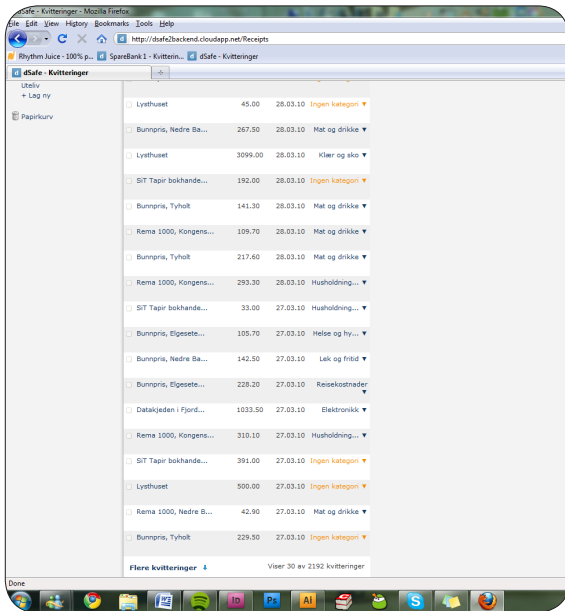 dSafe - Kvitteringer - Mozilla Firefox
File Edit View History Bookmarks Tools Help
http://dsafe2backend.cloudapp.net/Receipts
Rhythm Juice - 100% p... SpareBank 1 - Kvitterin... dSafe - Kvitteringer
dSafe - Kvitteringer
Uteliv
+ Lag ny
Papirkurv
Lysthuset 45.00 28.03.10 Ingen kategori ▼
Bunnpris, Nedre Ba... 267.50 28.03.10 Mat og drikke ▼
Lysthuset 3099.00 28.03.10 Klær og sko ▼
SiT Tapir bokhande... 192.00 28.03.10 Ingen kategori ▼
Bunnpris, Tyholt 141.30 28.03.10 Mat og drikke ▼
Rema 1000, Kongens... 109.70 28.03.10 Mat og drikke ▼
Bunnpris, Tyholt 217.60 28.03.10 Mat og drikke ▼
Rema 1000, Kongens... 293.30 28.03.10 Husholdning... ▼
SiT Tapir bokhande... 33.00 27.03.10 Husholdning... ▼
Bunnpris, Elgesete... 105.70 27.03.10 Helse og hy... ▼
Bunnpris, Nedre Ba... 142.50 27.03.10 Lek og fritid ▼
Bunnpris, Elgesete... 228.20 27.03.10 Reisekostnader ▼
Datakjeden i Fjord... 1033.50 27.03.10 Elektronikk ▼
Rema 1000, Kongens... 310.10 27.03.10 Husholdning... ▼
SiT Tapir bokhande... 391.00 27.03.10 Ingen kategori ▼
Lysthuset 500.00 27.03.10 Ingen kategori ▼
Rema 1000, Nedre B... 42.90 27.03.10 Mat og drikke ▼
Bunnpris, Tyholt 229.50 27.03.10 Ingen kategori ▼
Flere kvitteringer Viser 30 av 2192 kvitteringer
Done
W Id Ps Ai S